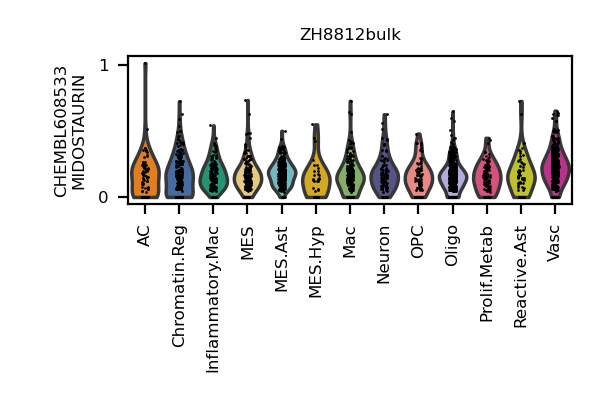 ZH8812bulk
CHEMBL608533
MIDOSTAURIN
1
0
AC
Chromatin.Reg
Inflammatory.Mac
MES
MES.Ast
MES.Hyp
Mac
Neuron
OPC
Oligo
Prolif.Metab
Reactive.Ast
Vasc